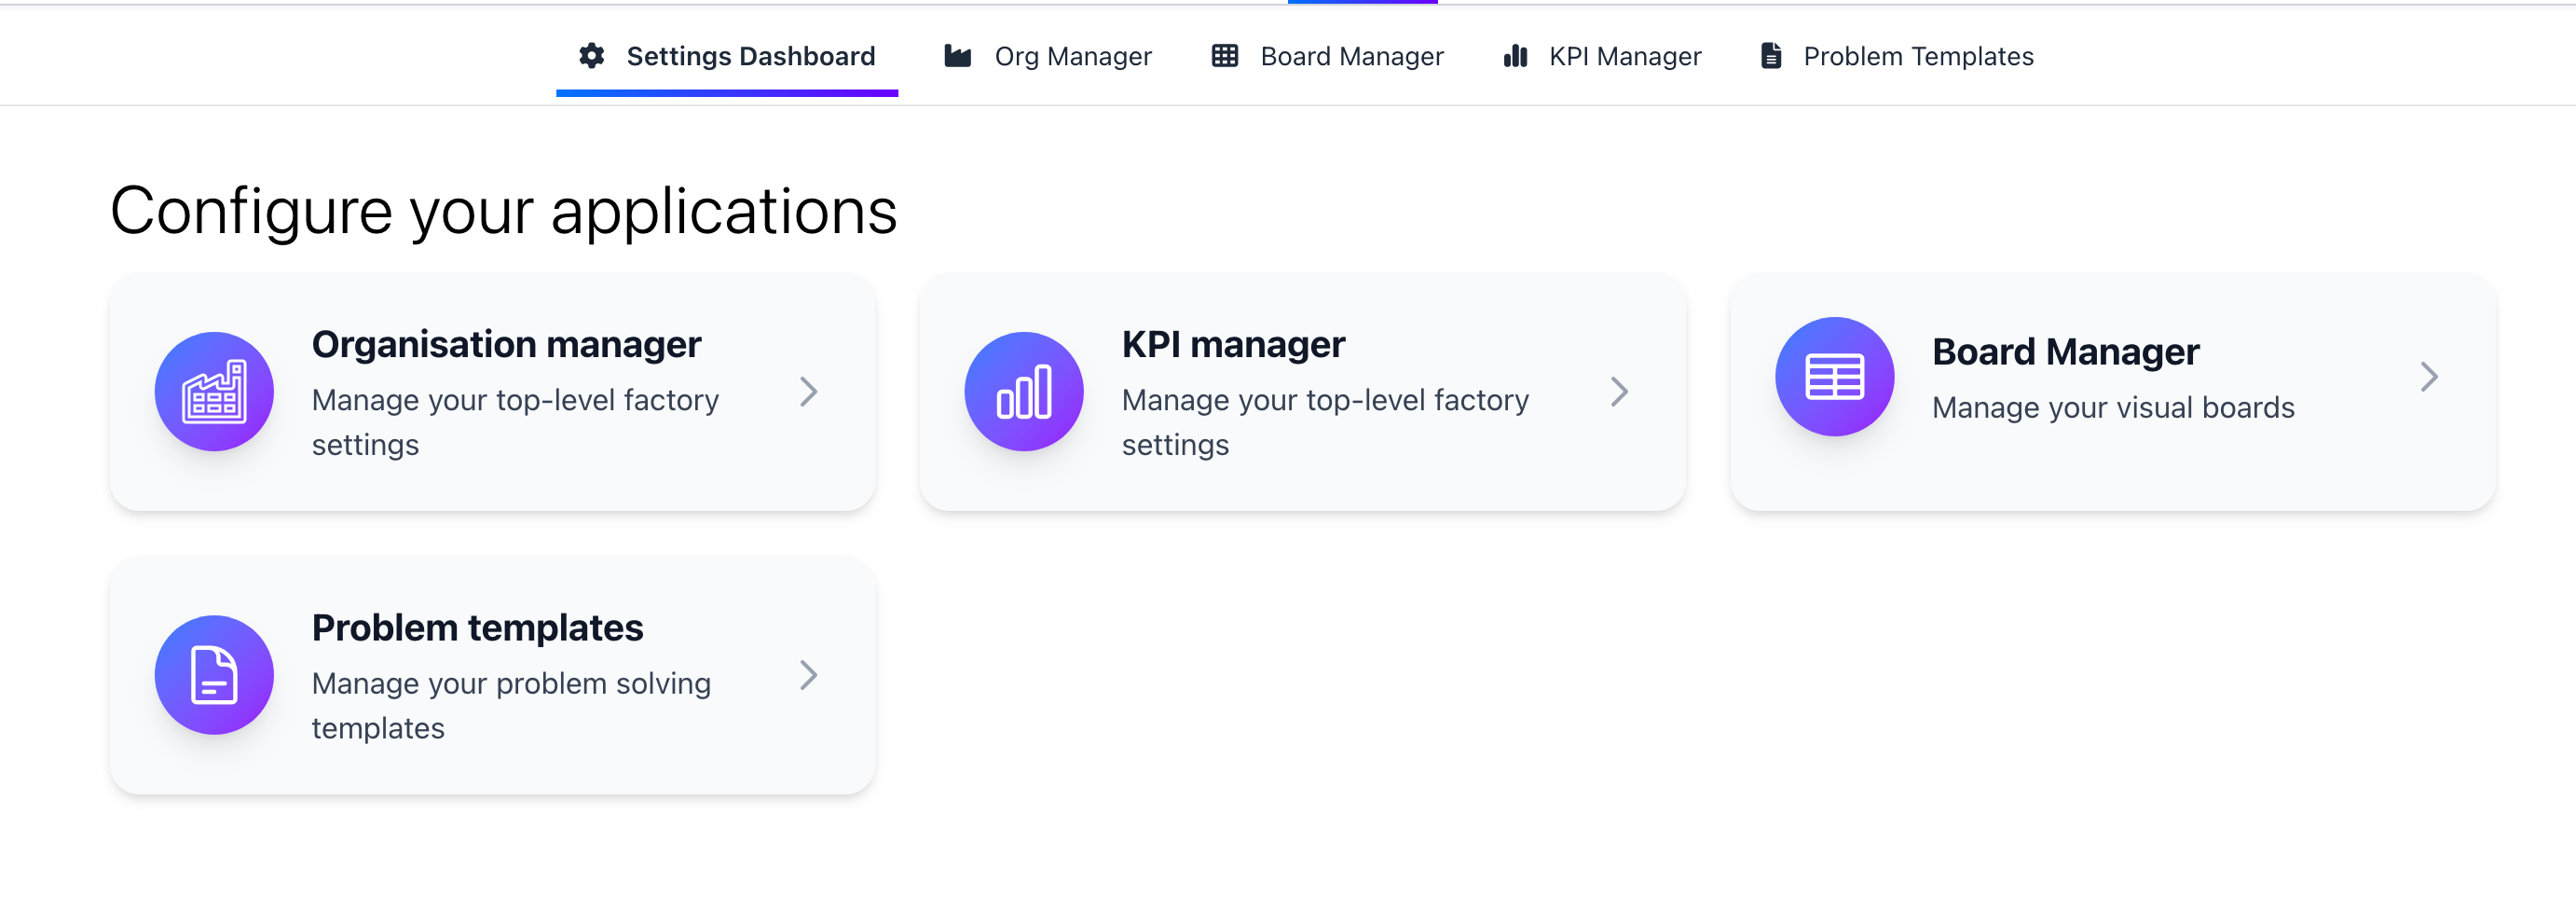 Settings Dashboard
Org Manager
Board Manager
KPI Manager
Problem Templates
Configure your applications
Organisation manager
Manage your top-level factory
settings
KPI manager
Manage your top-level factory
settings
Board Manager
Manage your visual boards
Problem templates
Manage your problem solving
templates